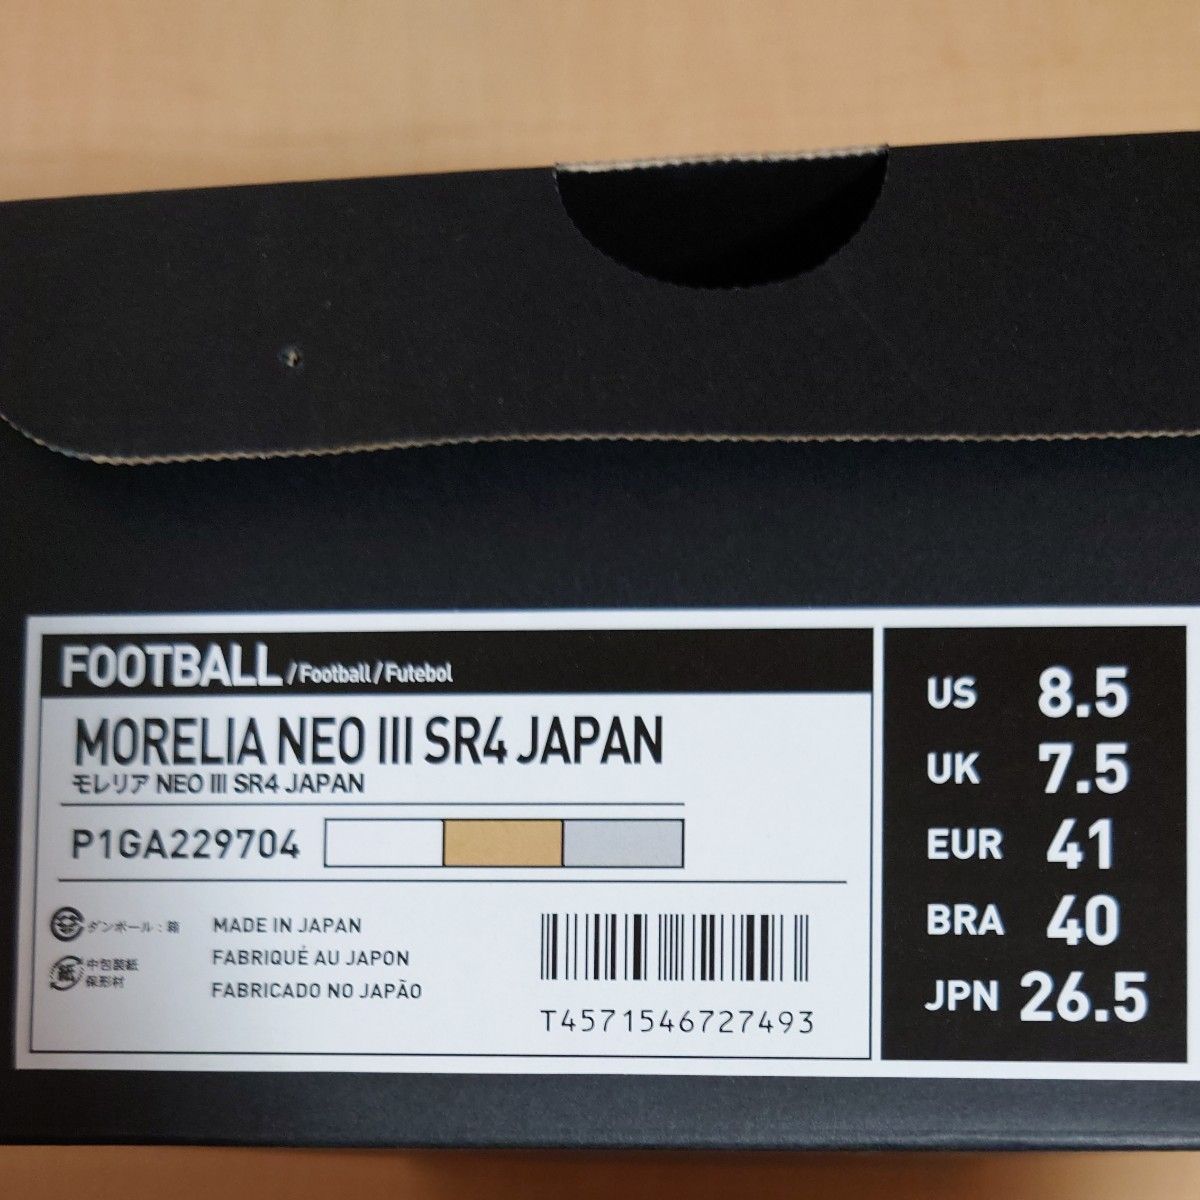 FOOTBALL /Football/Futebol
MORELIA NEO III SR4 JAPAN
モレリア NEO III SR4 JAPAN
P1GA229704
ダンボール：箱
紙 中包装紙
保形材
MADE IN JAPAN
FABRIQUÉ AU JAPON
FABRICADO NO JAPÃO
T4571546727493
US 8.5
UK 7.5
EUR 41
BRA 40
JPN 26.5